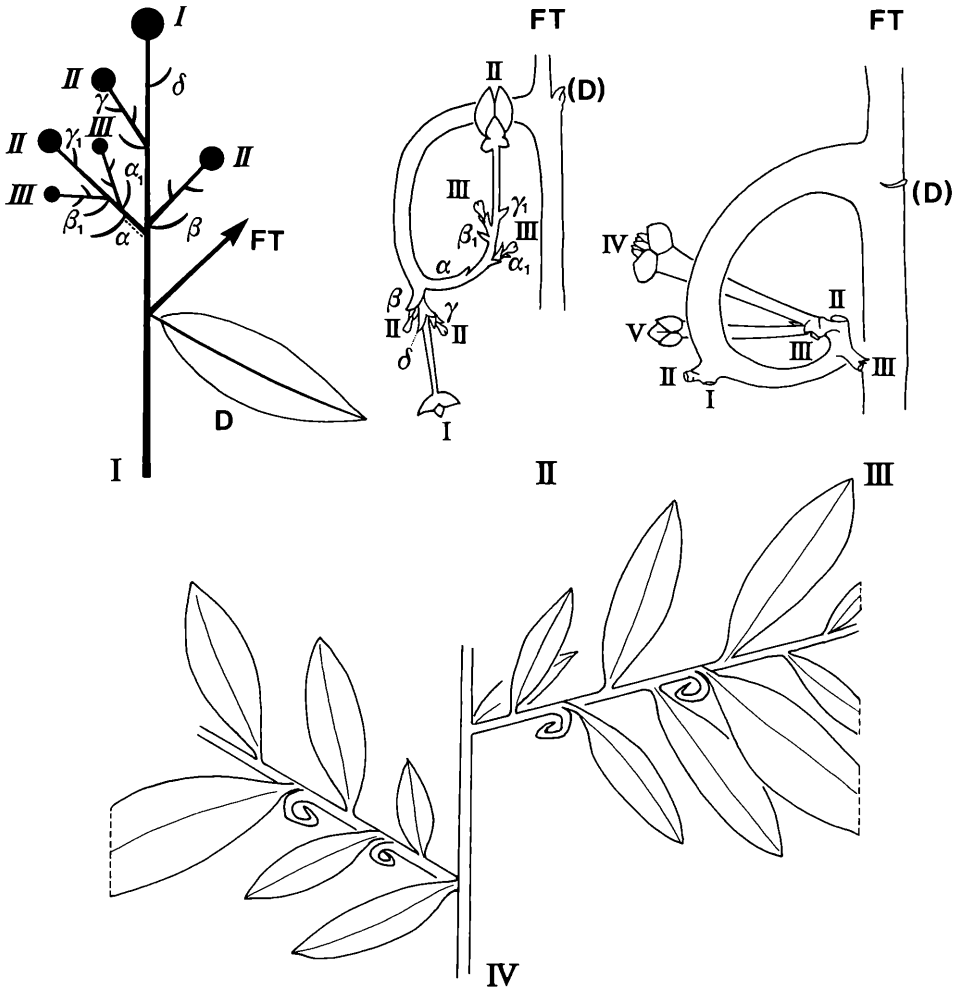 I
II
γ
δ
III
II
γ₁
α₁
II
III
β₁
α
β
FT
D
I
FT
II
(D)
III
γ₁
β₁
III
α
α₁
β
γ
II
II
δ
I
II
FT
(D)
IV
II
V
III
III
II
I
III
IV